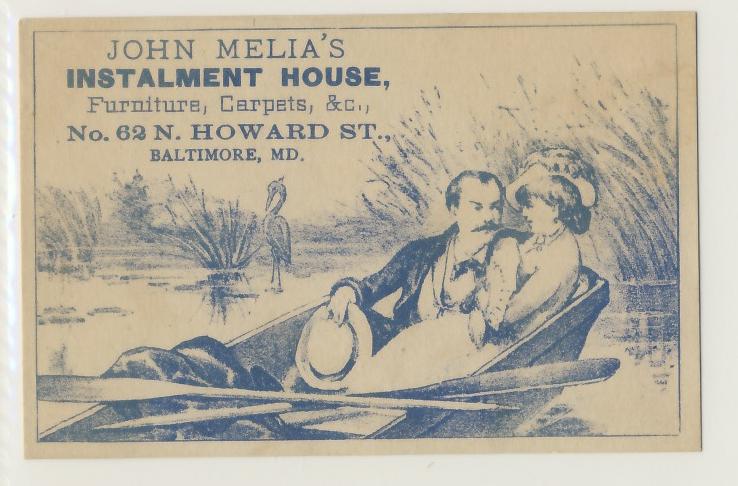 JOHN MELIA'S
INSTALMENT HOUSE,
Furniture, Carpets, &c.,
No. 62 N. HOWARD ST.,
BALTIMORE, MD.